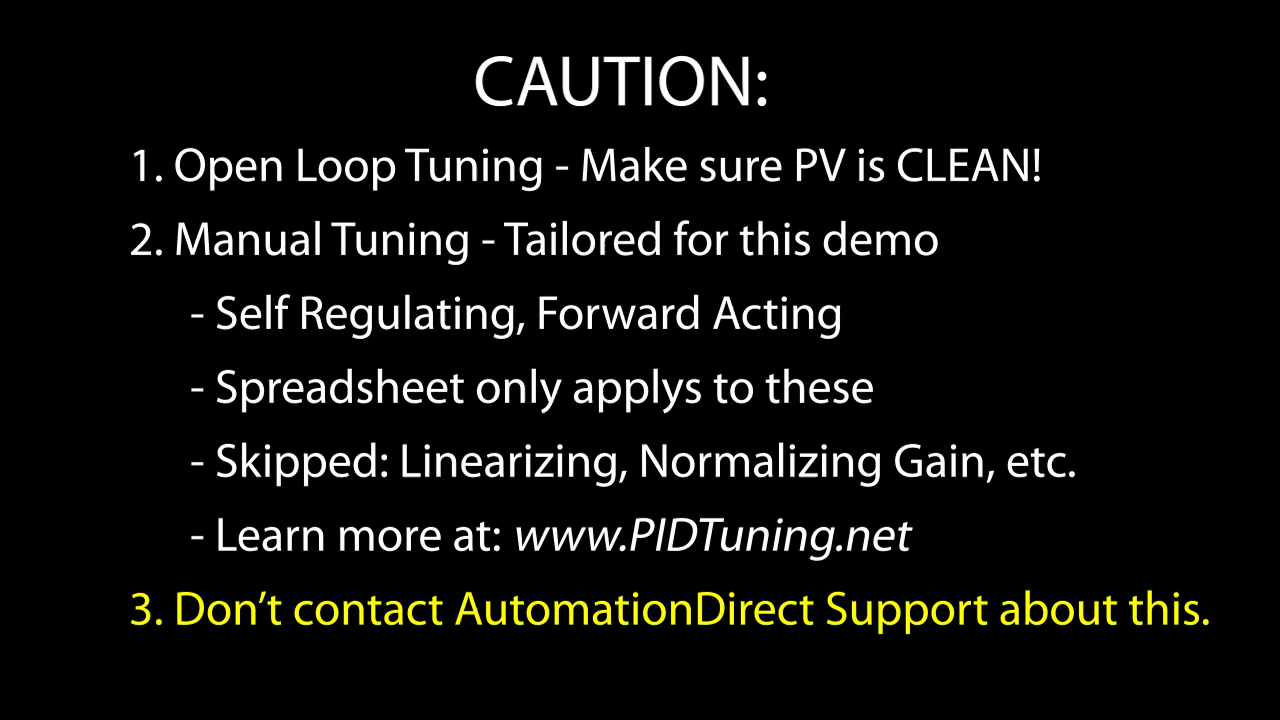 CAUTION:
1. Open Loop Tuning - Make sure PV is CLEAN!
2. Manual Tuning - Tailored for this demo
- Self Regulating, Forward Acting
- Spreadsheet only applys to these
- Skipped: Linearizing, Normalizing Gain, etc.
- Learn more at: www.PIDTuning.net
3. Don’t contact AutomationDirect Support about this.